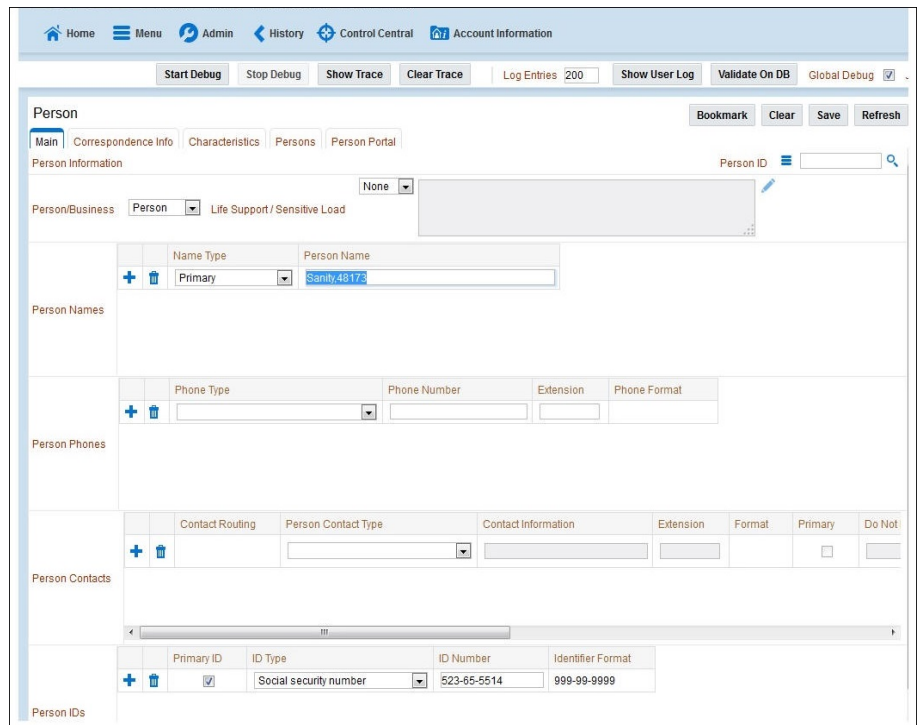 Home Menu Admin History Control Central Account Information
Start Debug Stop Debug Show Trace Clear Trace Log Entries 200 Show User Log Validate On DB Global Debug
Person
Bookmark Clear Save Refresh
Main Correspondence Info Characteristics Persons Person Portal
Person Information
Person ID
None
Person/Business Person Life Support / Sensitive Load
Name Type Person Name
Primary Sanity,48173
Person Names
Phone Type Phone Number Extension Phone Format
Person Phones
Contact Routing Person Contact Type Contact Information Extension Format Primary Do Not
Person Contacts
Primary ID ID Type ID Number Identifier Format
Social security number 523-65-5514 999-99-9999
Person IDs